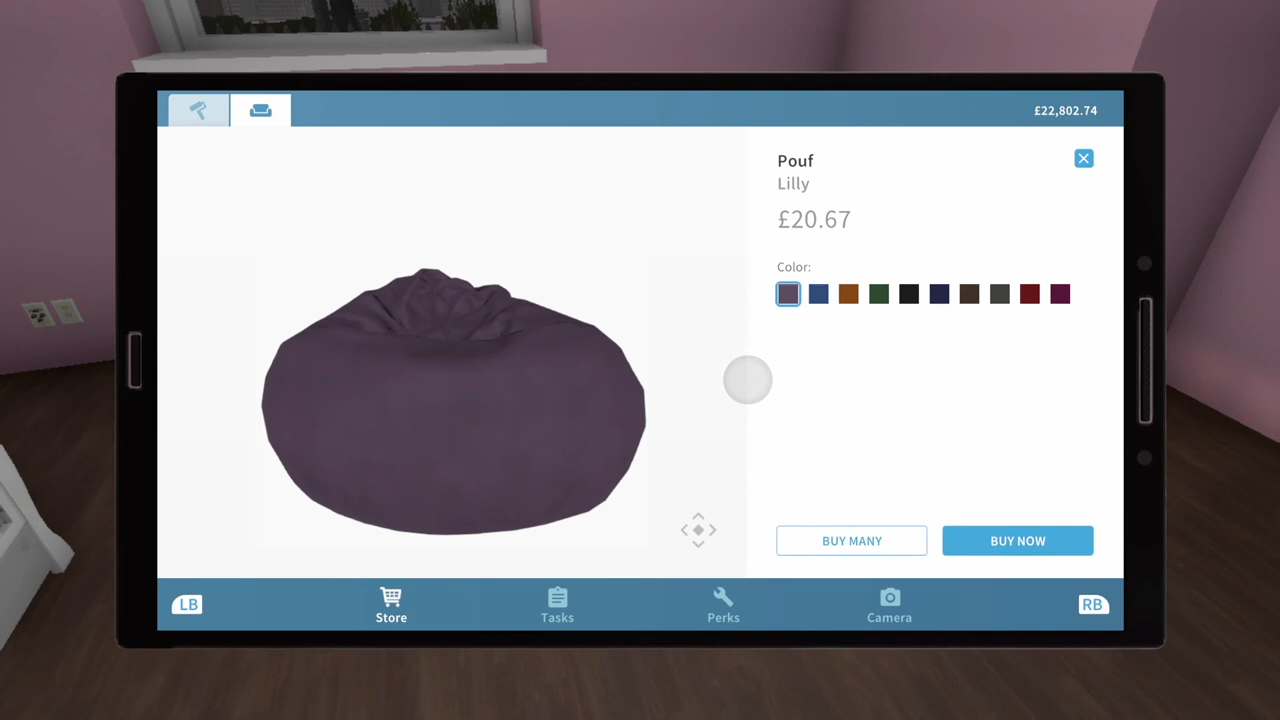 £22,802.74
Pouf
Lilly
£20.67
Color:
BUY MANY
BUY NOW
LB
Store
Tasks
Perks
Camera
RB